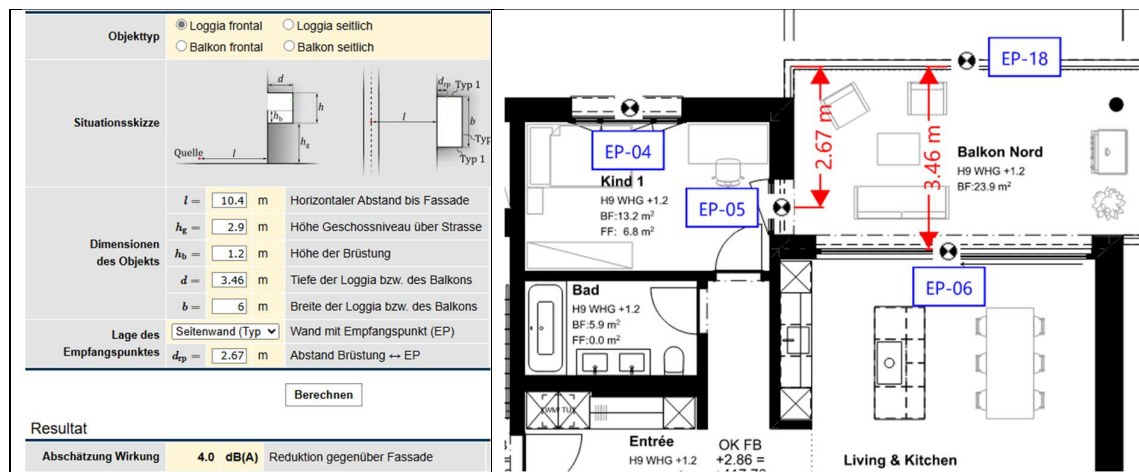 Objekttyp
Loggia frontal
Loggia seitlich
Balkon frontal
Balkon seitlich
Situationsskizze
d
h
hb
hg
Quelle
l
l
drp
Typ 1
b
Typ
Typ 1
Dimensionen des Objekts
l = 10.4 m Horizontaler Abstand bis Fassade
hg = 2.9 m Höhe Geschossniveau über Strasse
hb = 1.2 m Höhe der Brüstung
d = 3.46 m Tiefe der Loggia bzw. des Balkons
b = 6 m Breite der Loggia bzw. des Balkons
Lage des Empfangspunktes
Seitenwand (Typ Wand mit Empfangspunkt (EP)
drp = 2.67 m Abstand Brüstung ↔ EP
Berechnen
Resultat
Abschätzung Wirkung 4.0 dB(A) Reduktion gegenüber Fassade
EP-18
EP-04
2.67 m
3.46 m
Kind 1
H9 WHG +1.2
BF:13.2 m²
FF: 6.8 m²
EP-05
Balkon Nord
H9 WHG +1.2
BF:23.9 m²
EP-06
Bad
H9 WHG +1.2
BF:5.9 m²
FF:0.0 m²
Entrée
H9 WHG +1.2
OK FB
+2.86 =
Living & Kitchen